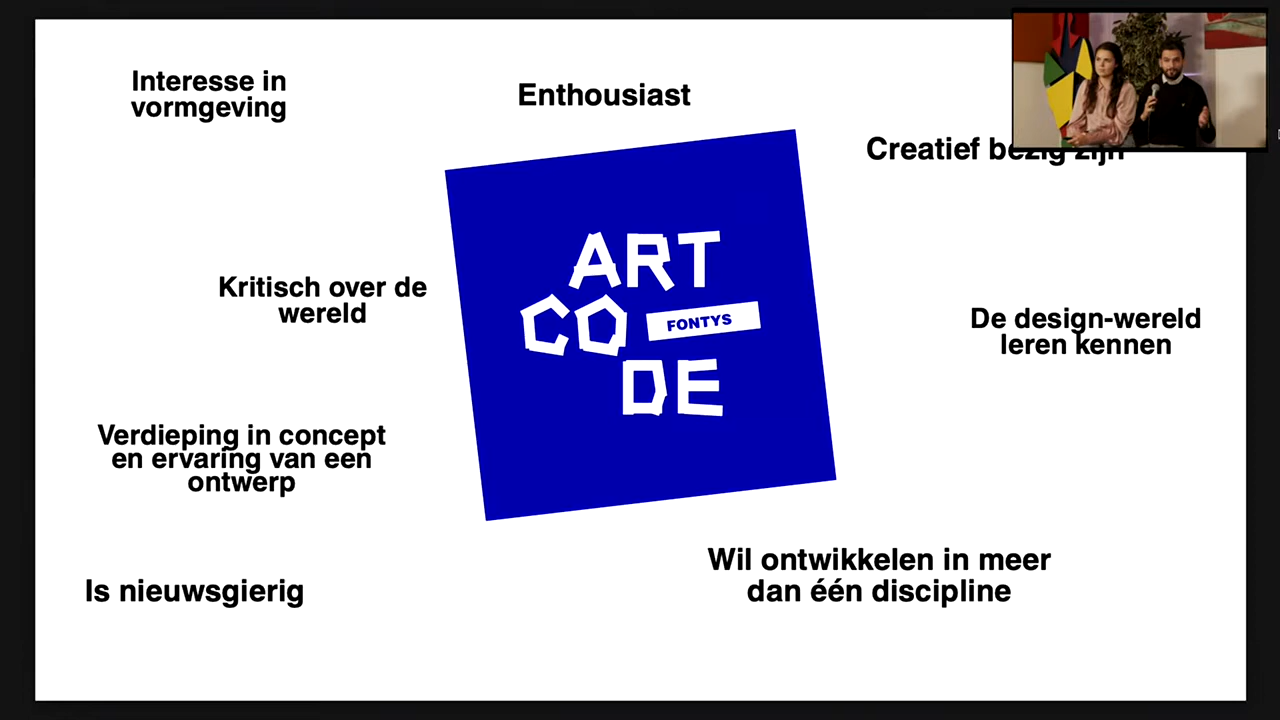 Interesse in
vormgeving
Enthousiast
Creatief bezig zijn
Kritisch over de
wereld
ART
CO FONTYS
DE
De design-wereld
leren kennen
Verdieping in concept
en ervaring van een
ontwerp
Is nieuwsgierig
Wil ontwikkelen in meer
dan één discipline